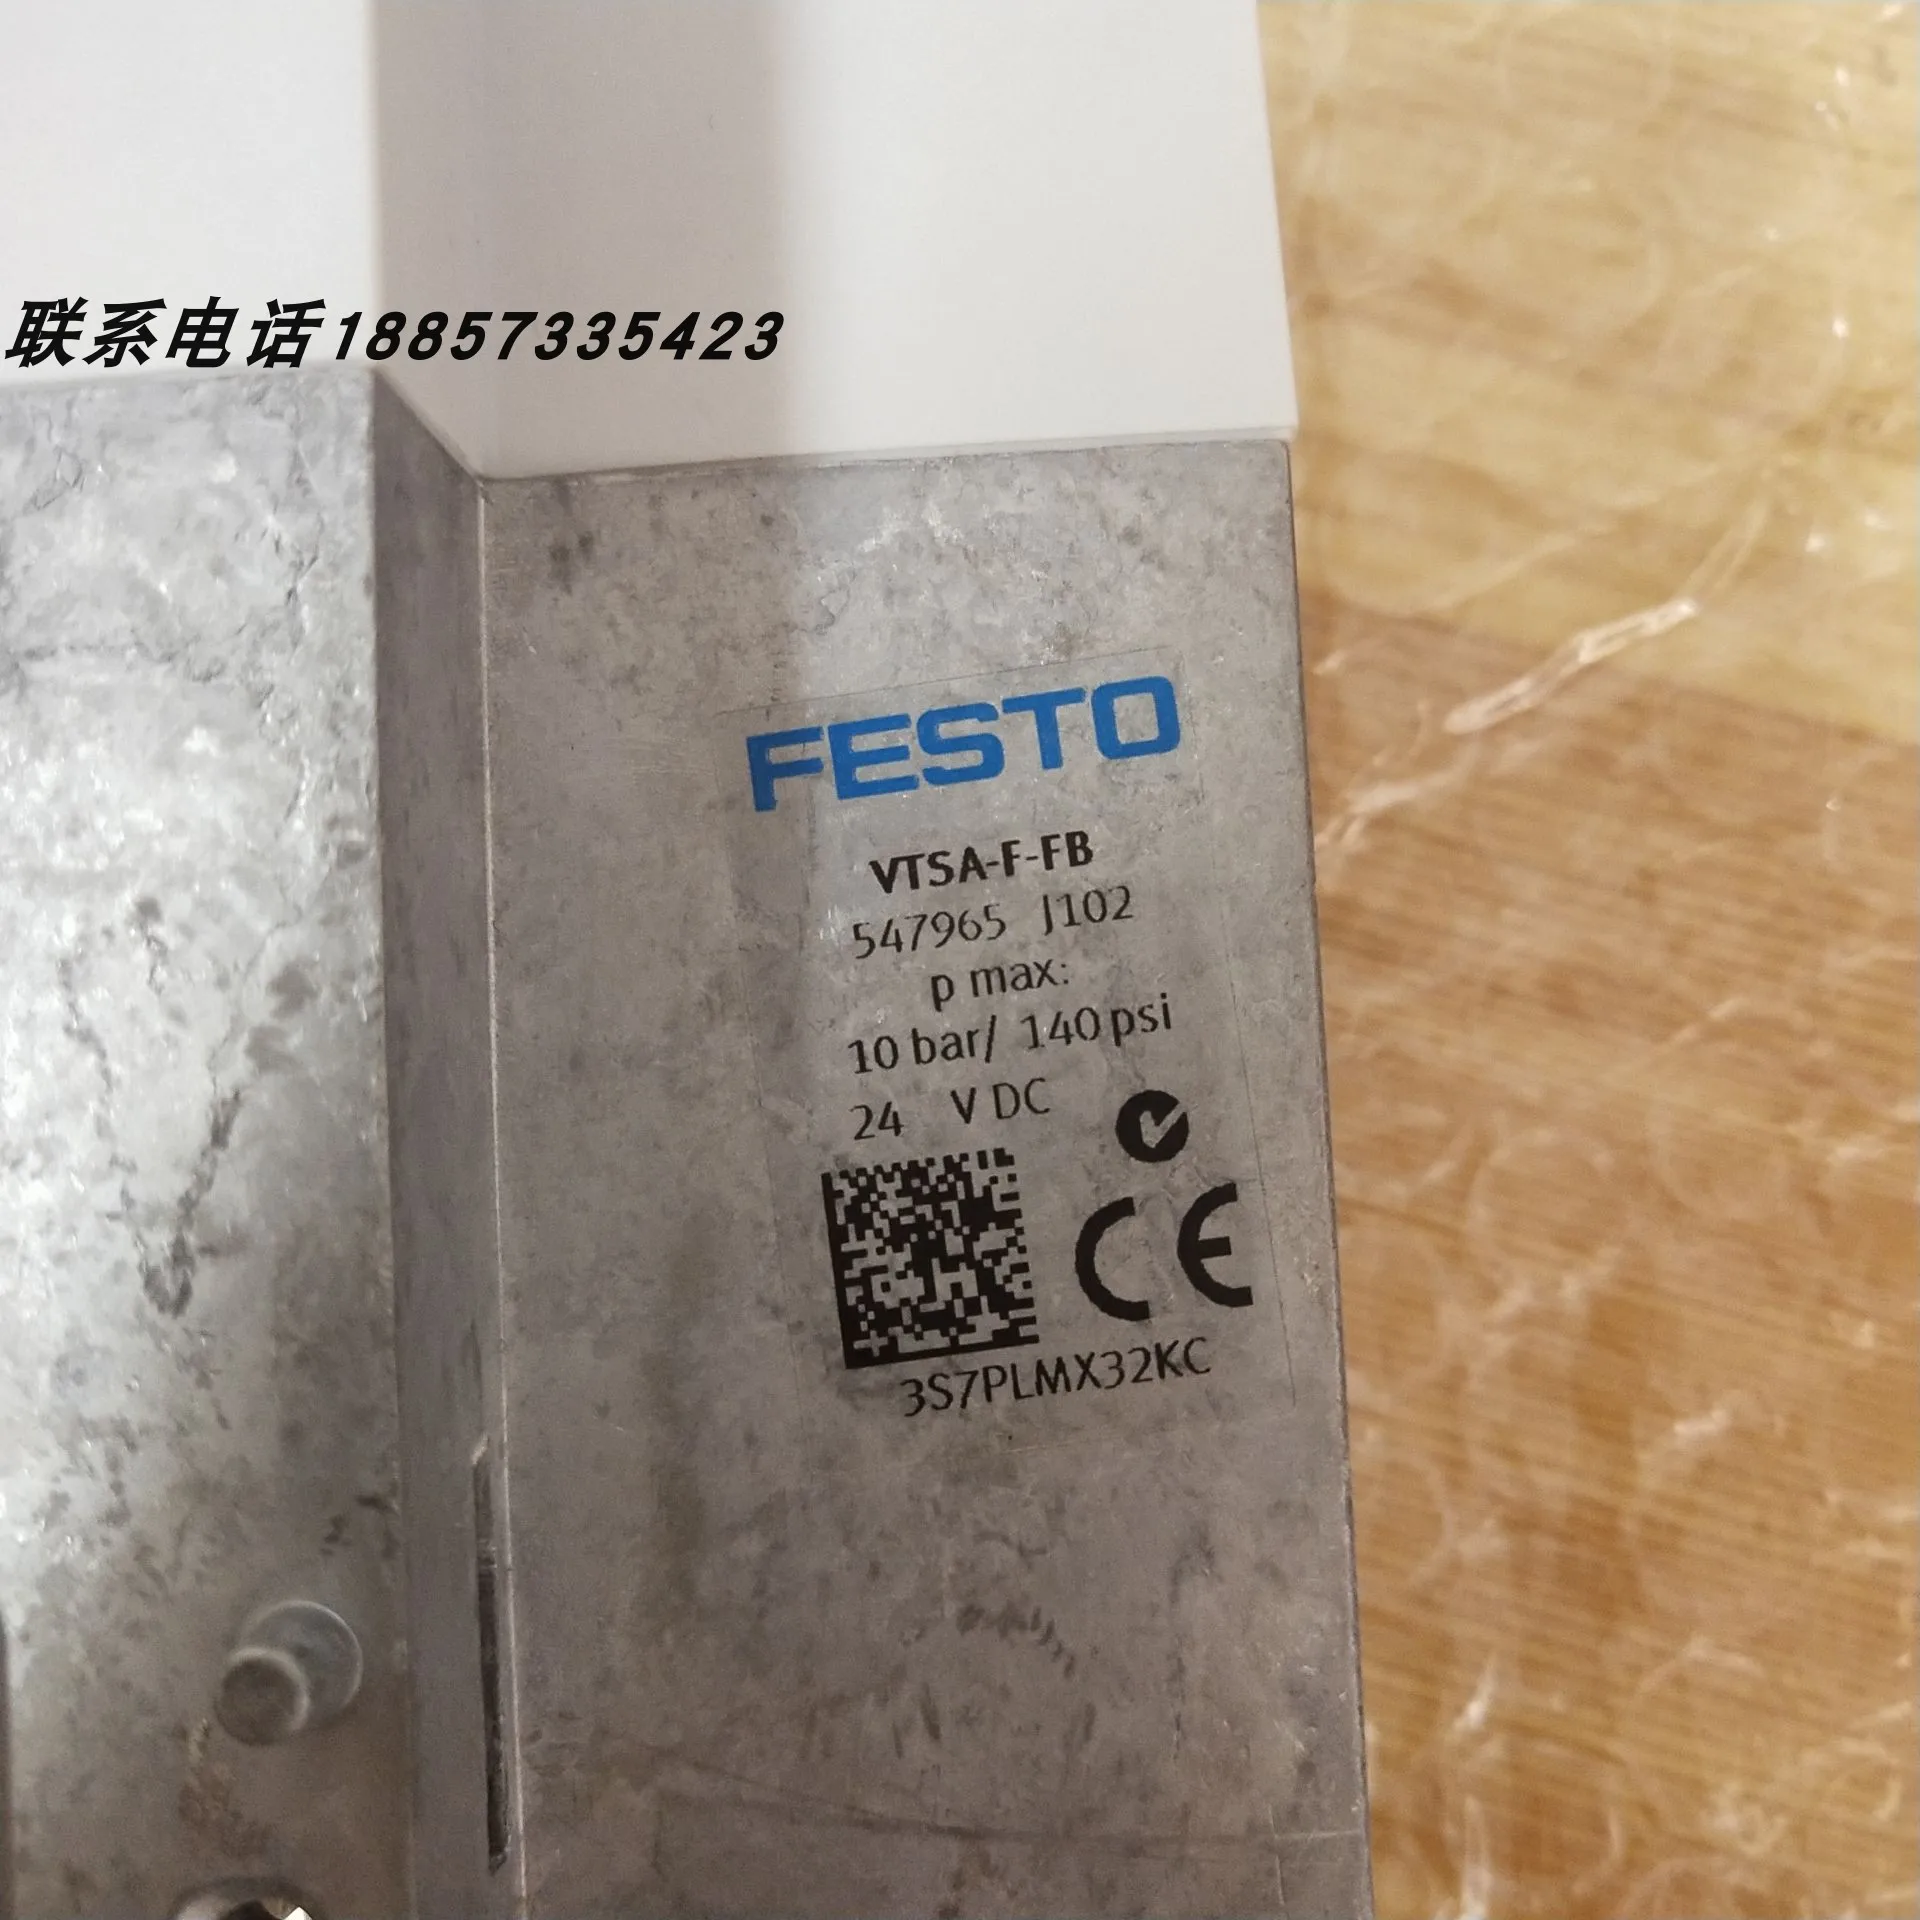 联系电话18857335423
FESTO
VTSA-F-FB
547965 J102
p max:
10 bar/ 140 psi
24 V DC
CE
3S7PLMX32KC